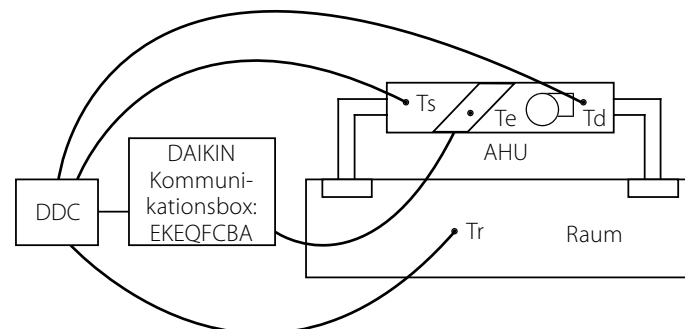 Ts
Te
Td
AHU
DAIKIN
Kommuni-
kationsbox:
EKEQFCBA
DDC
Tr
Raum